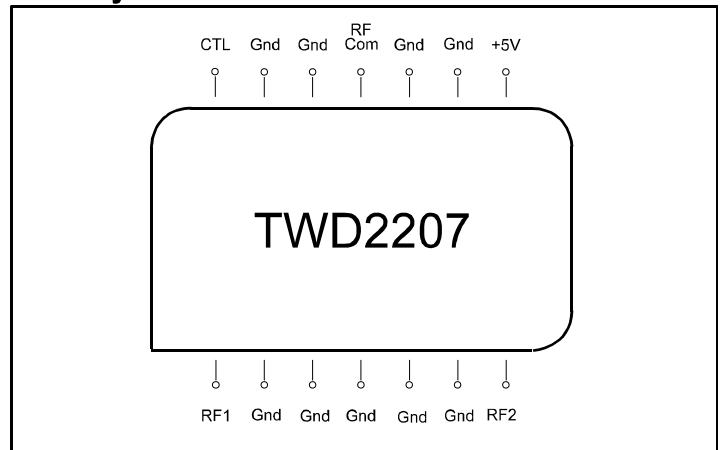 RF
CTL Gnd Gnd Com Gnd Gnd +5V
TWD2207
RF1 Gnd Gnd Gnd Gnd Gnd RF2